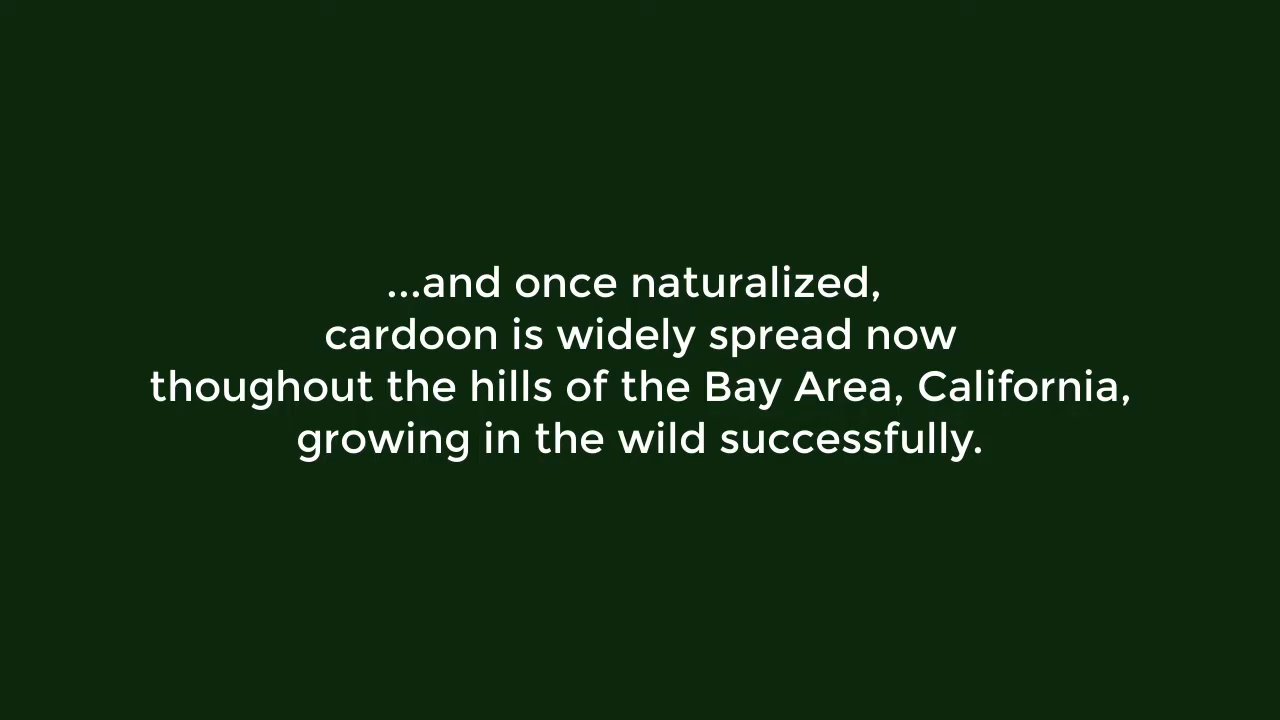 ...and once naturalized,
cardoon is widely spread now
thoughout the hills of the Bay Area, California,
growing in the wild successfully.